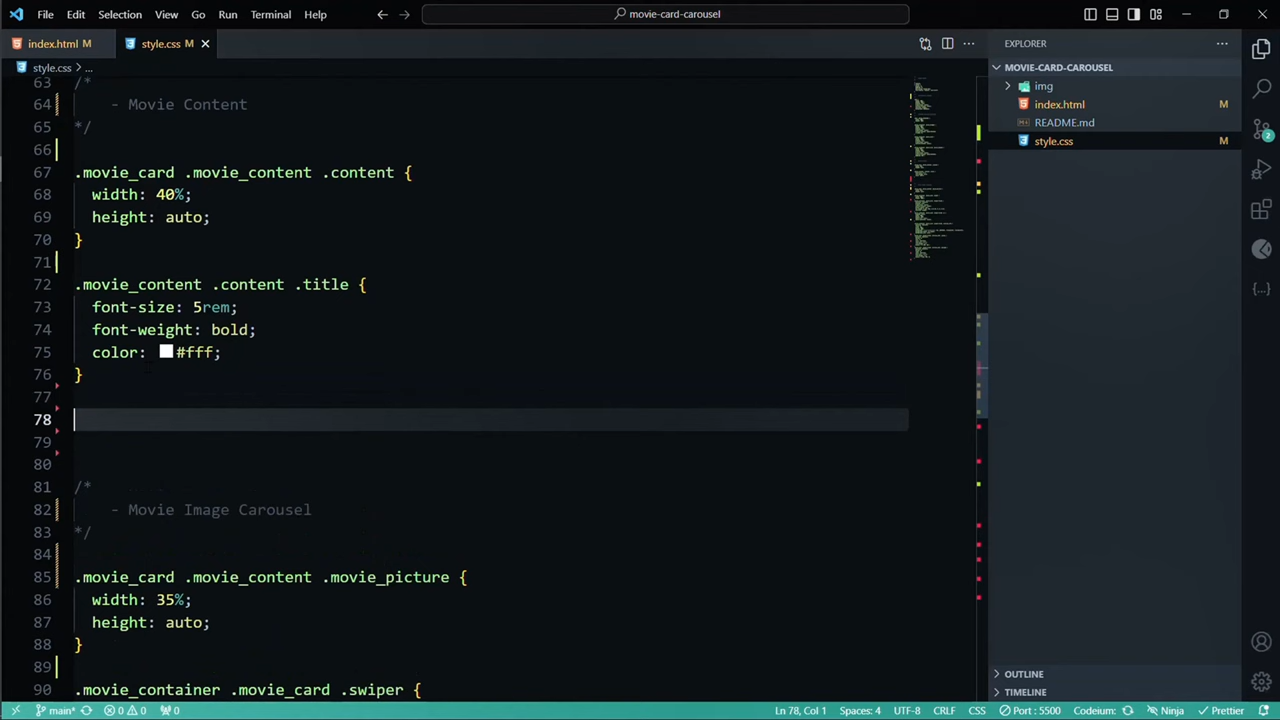 File Edit Selection View Go Run Terminal Help movie-card-carousel
index.html M style.css M
style.css > ...
EXPLORER
MOVIE-CARD-CAROUSEL
img
index.html M
README.md
style.css M
63 /*
64 - Movie Content
65 */
66
67 .movie_card .movie_content .content {
68 width: 40%;
69 height: auto;
70 }
71
72 .movie_content .content .title {
73 font-size: 5rem;
74 font-weight: bold;
75 color: #fff;
76 }
77
78
79
80
81 /*
82 - Movie Image Carousel
83 */
84
85 .movie_card .movie_content .movie_picture {
86 width: 35%;
87 height: auto;
88 }
89
90 .movie_container .movie_card .swiper {
2
OUTLINE
TIMELINE
main* 0 0 0 Ln 78, Col 1 Spaces: 4 UTF-8 CRLF CSS Port : 5500 Codeium: Ninja Prettier